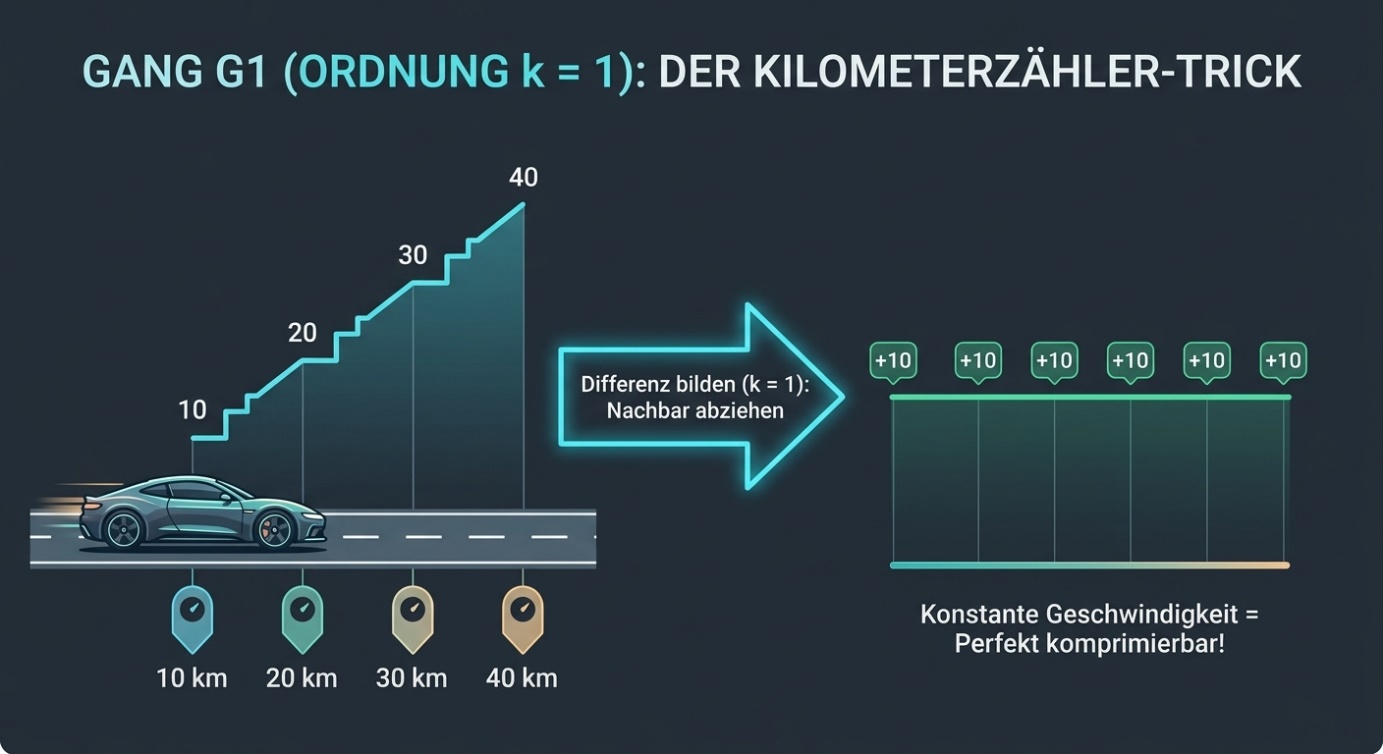 GANG G1 (ORDNUNG k = 1): DER KILOMETERZÄHLER-TRICK
40
30
20
10
Differenz bilden (k = 1):
Nachbar abziehen
+10 +10 +10 +10 +10 +10
Konstante Geschwindigkeit =
Perfekt komprimierbar!
10 km 20 km 30 km 40 km